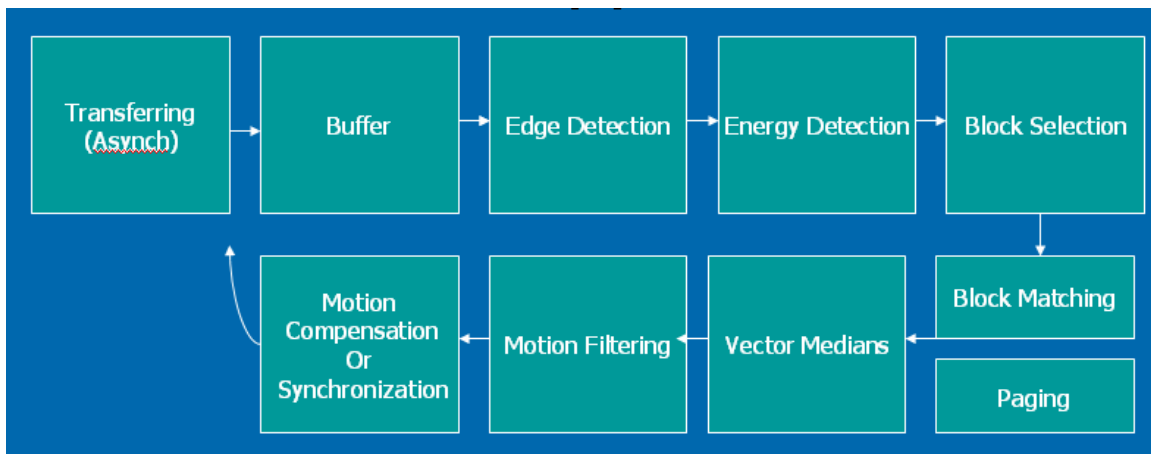 Transferring
(Asynch)
Buffer
Edge Detection
Energy Detection
Block Selection
Motion
Compensation
Or
Synchronization
Motion Filtering
Vector Medians
Block Matching
Paging